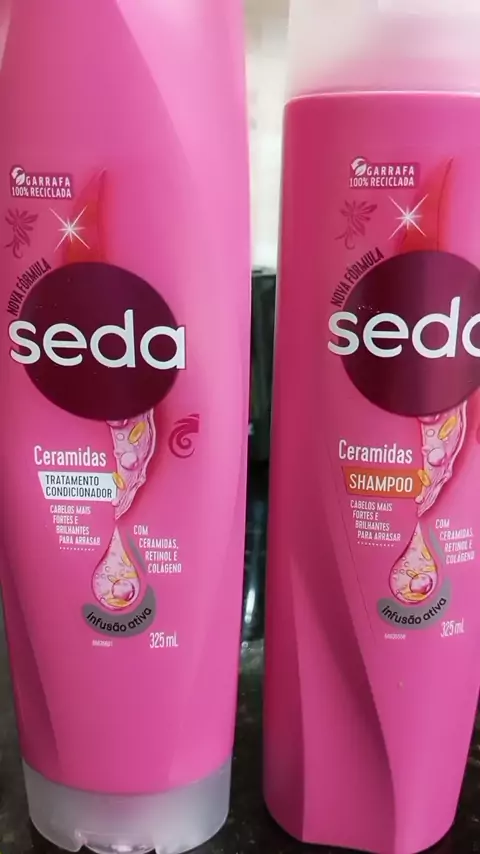 GARRAFA
100% RECICLADA
NOVA FÓRMULA
seda
Ceramidas
TRATAMENTO
CONDICIONADOR
CABELOS MAIS
FORTES E
BRILHANTES
PARA ARRASAR
COM
CERAMIDAS,
RETINOL E
COLÁGENO
infusão ativa
325 mL
GARRAFA
100% RECICLADA
NOVA FÓRMULA
seda
Ceramidas
SHAMPOO
CABELOS MAIS
FORTES E
BRILHANTES
PARA ARRASAR
COM
CERAMIDAS,
RETINOL E
COLÁGENO
infusão ativa
325 mL